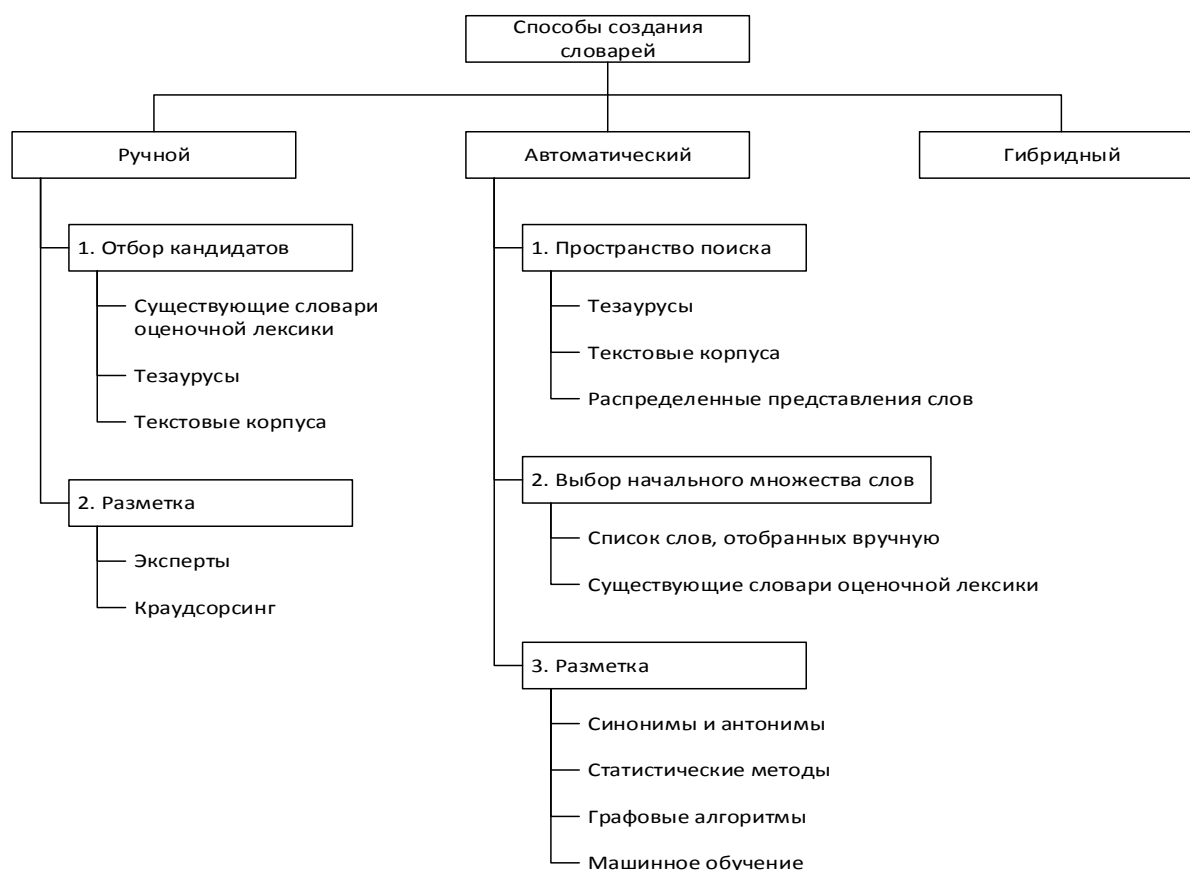 Способы создания
словарей
Ручной
Автоматический
Гибридный
1. Отбор кандидатов
Существующие словари
оценочной лексики
Тезаурусы
Текстовые корпуса
2. Разметка
Эксперты
Краудсорсинг
1. Пространство поиска
Тезаурусы
Текстовые корпуса
Распределенные представления слов
2. Выбор начального множества слов
Список слов, отобранных вручную
Существующие словари оценочной лексики
3. Разметка
Синонимы и антонимы
Статистические методы
Графовые алгоритмы
Машинное обучение